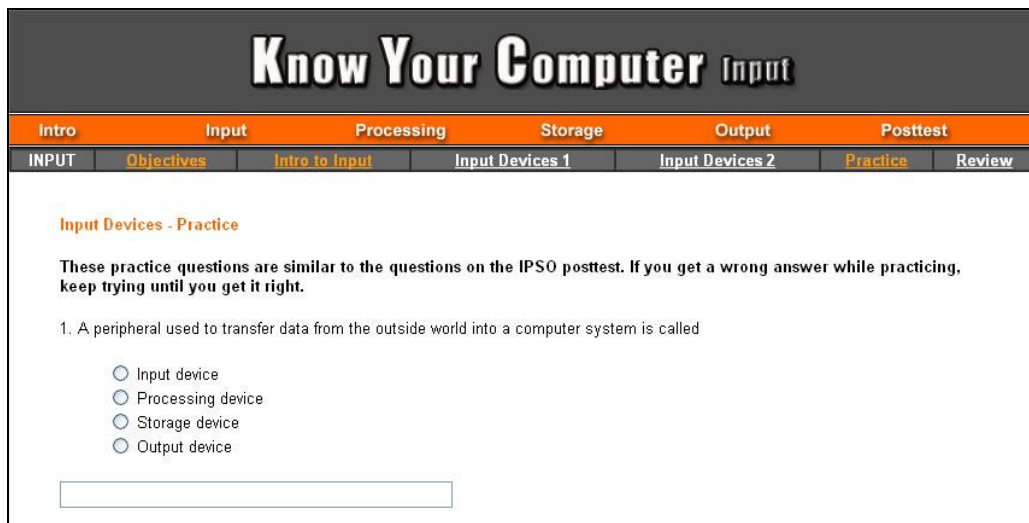 Know Your Computer Input
Intro Input Processing Storage Output Posttest
INPUT Objectives Intro to Input Input Devices 1 Input Devices 2 Practice Review
Input Devices - Practice
These practice questions are similar to the questions on the IPSO posttest. If you get a wrong answer while practicing,
keep trying until you get it right.
1. A peripheral used to transfer data from the outside world into a computer system is called
Input device
Processing device
Storage device
Output device